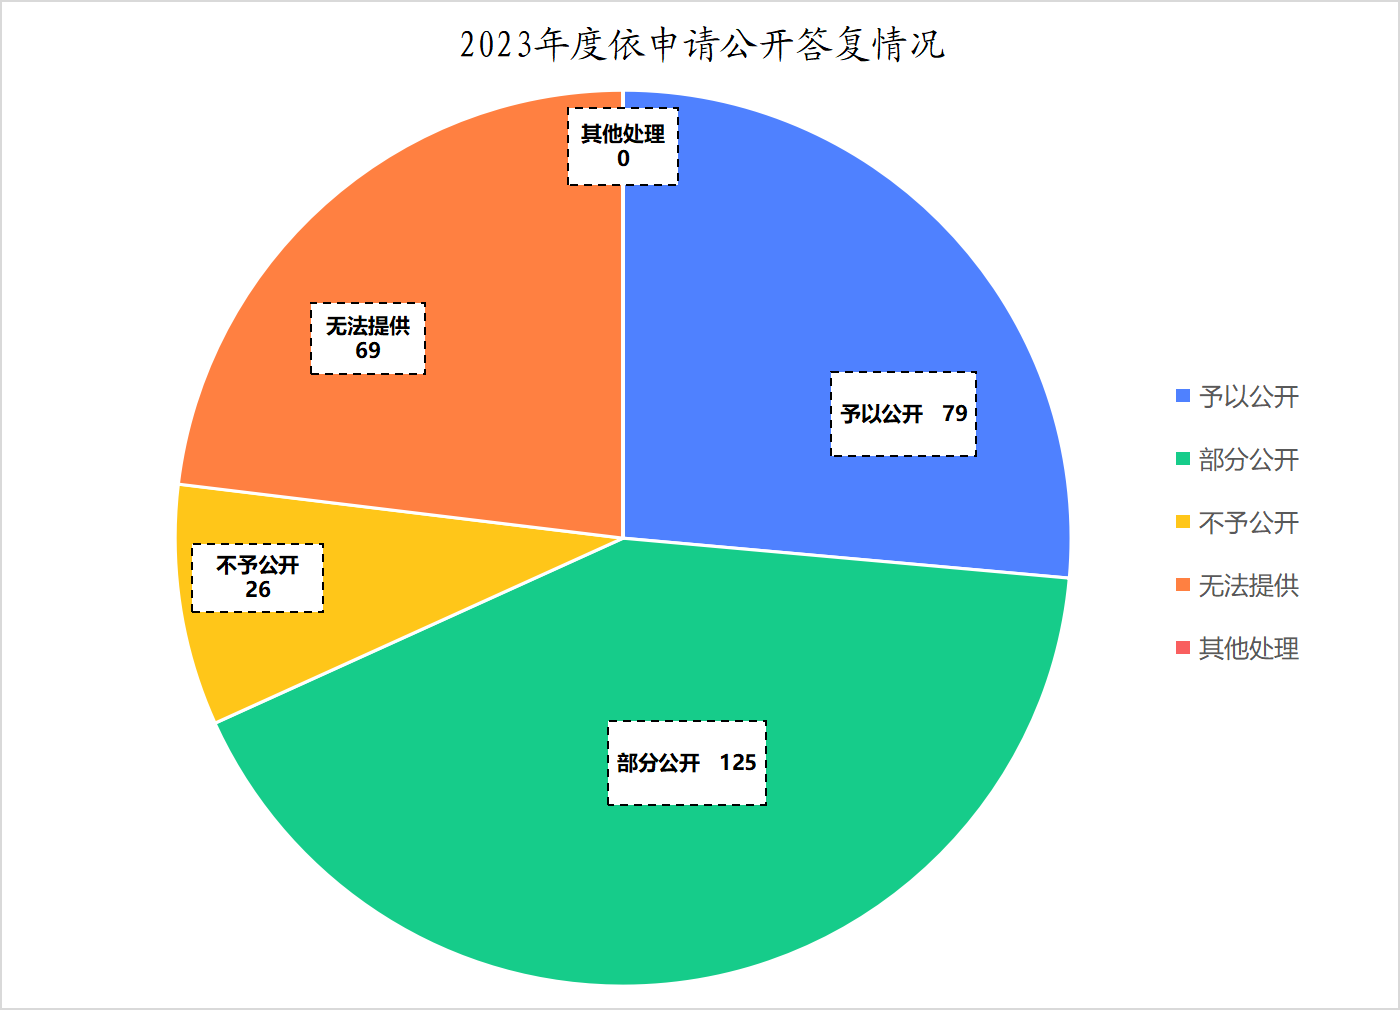 2023年度依申请公开答复情况
其他处理
0
无法提供
69
予以公开 79
不予公开
26
部分公开 125
予以公开
部分公开
不予公开
无法提供
其他处理